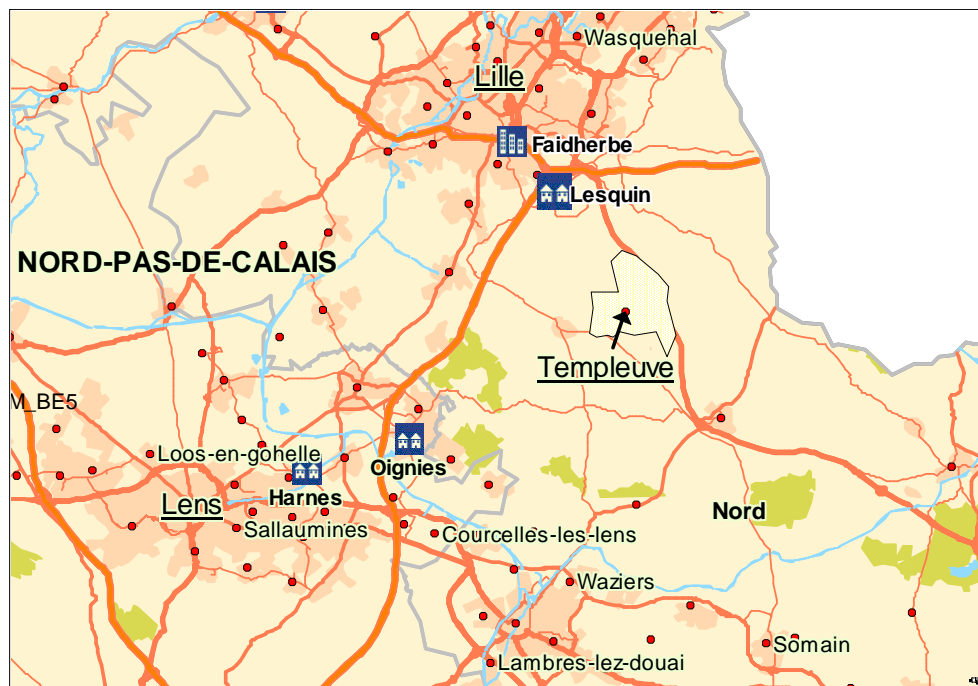 Wasquehal
Lille
Faidherbe
Lesquin
NORD-PAS-DE-CALAIS
Templeuve
M_BE5
Loos-en-gohelle
Oignies
Harnes
Lens
Nord
Sallaumines
Courcelles-les-lens
Waziers
Somain
Lambres-lez-douai